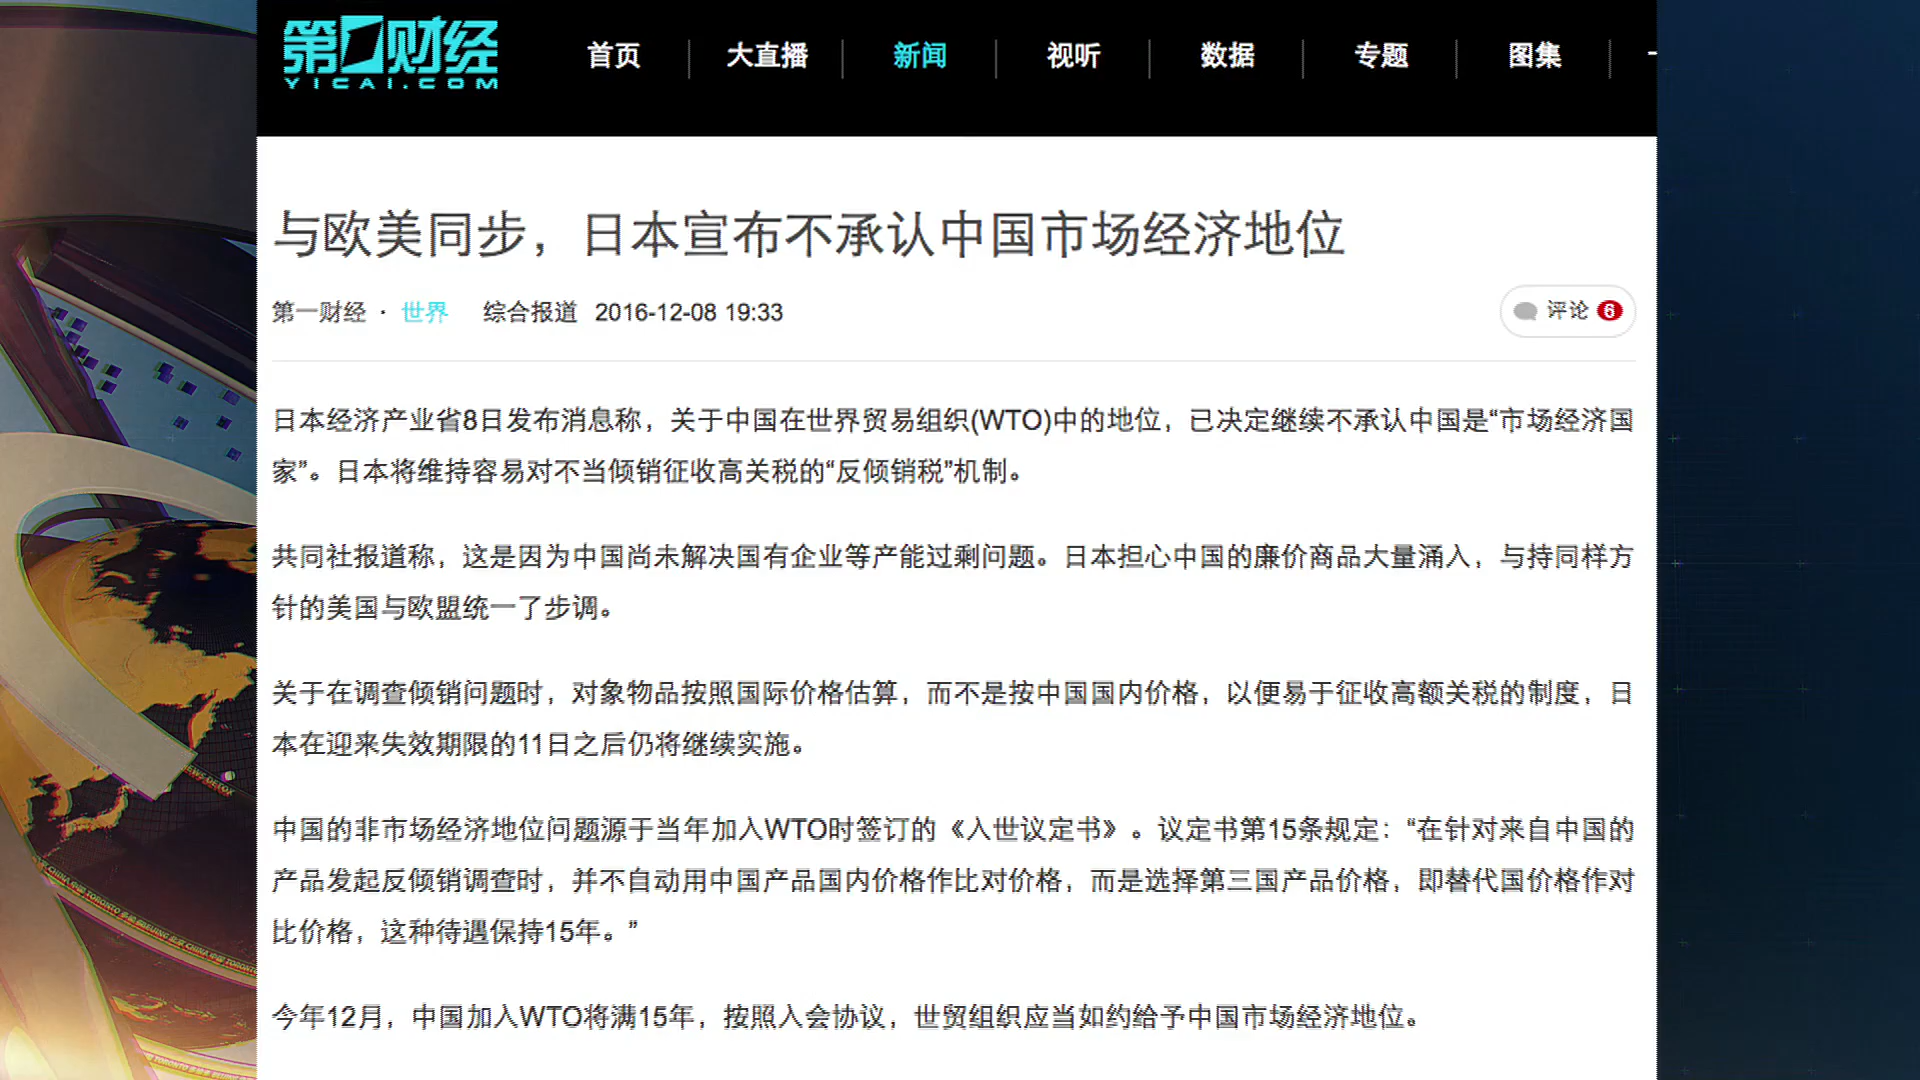 第一财经
YICAI.COM
首页 大直播 新闻 视听 数据 专题 图集
与欧美同步，日本宣布不承认中国市场经济地位
第一财经 · 世界 综合报道 2016-12-08 19:33
评论 6
日本经济产业省8日发布消息称，关于中国在世界贸易组织(WTO)中的地位，已决定继续不承认中国是“市场经济国
家”。日本将维持容易对不当倾销征收高关税的“反倾销税”机制。
共同社报道称，这是因为中国尚未解决国有企业等产能过剩问题。日本担心中国的廉价商品大量涌入，与持同样方
针的美国与欧盟统一了步调。
关于在调查倾销问题时，对象物品按照国际价格估算，而不是按中国国内价格，以便易于征收高额关税的制度，日
本在迎来失效期限的11日之后仍将继续实施。
中国的非市场经济地位问题源于当年加入WTO时签订的《入世议定书》。议定书第15条规定：“在针对来自中国的
产品发起反倾销调查时，并不自动用中国产品国内价格作比对价格，而是选择第三国产品价格，即替代国价格作对
比价格，这种待遇保持15年。”
今年12月，中国加入WTO将满15年，按照入会协议，世贸组织应当如约给予中国市场经济地位。
NEWS DETOX